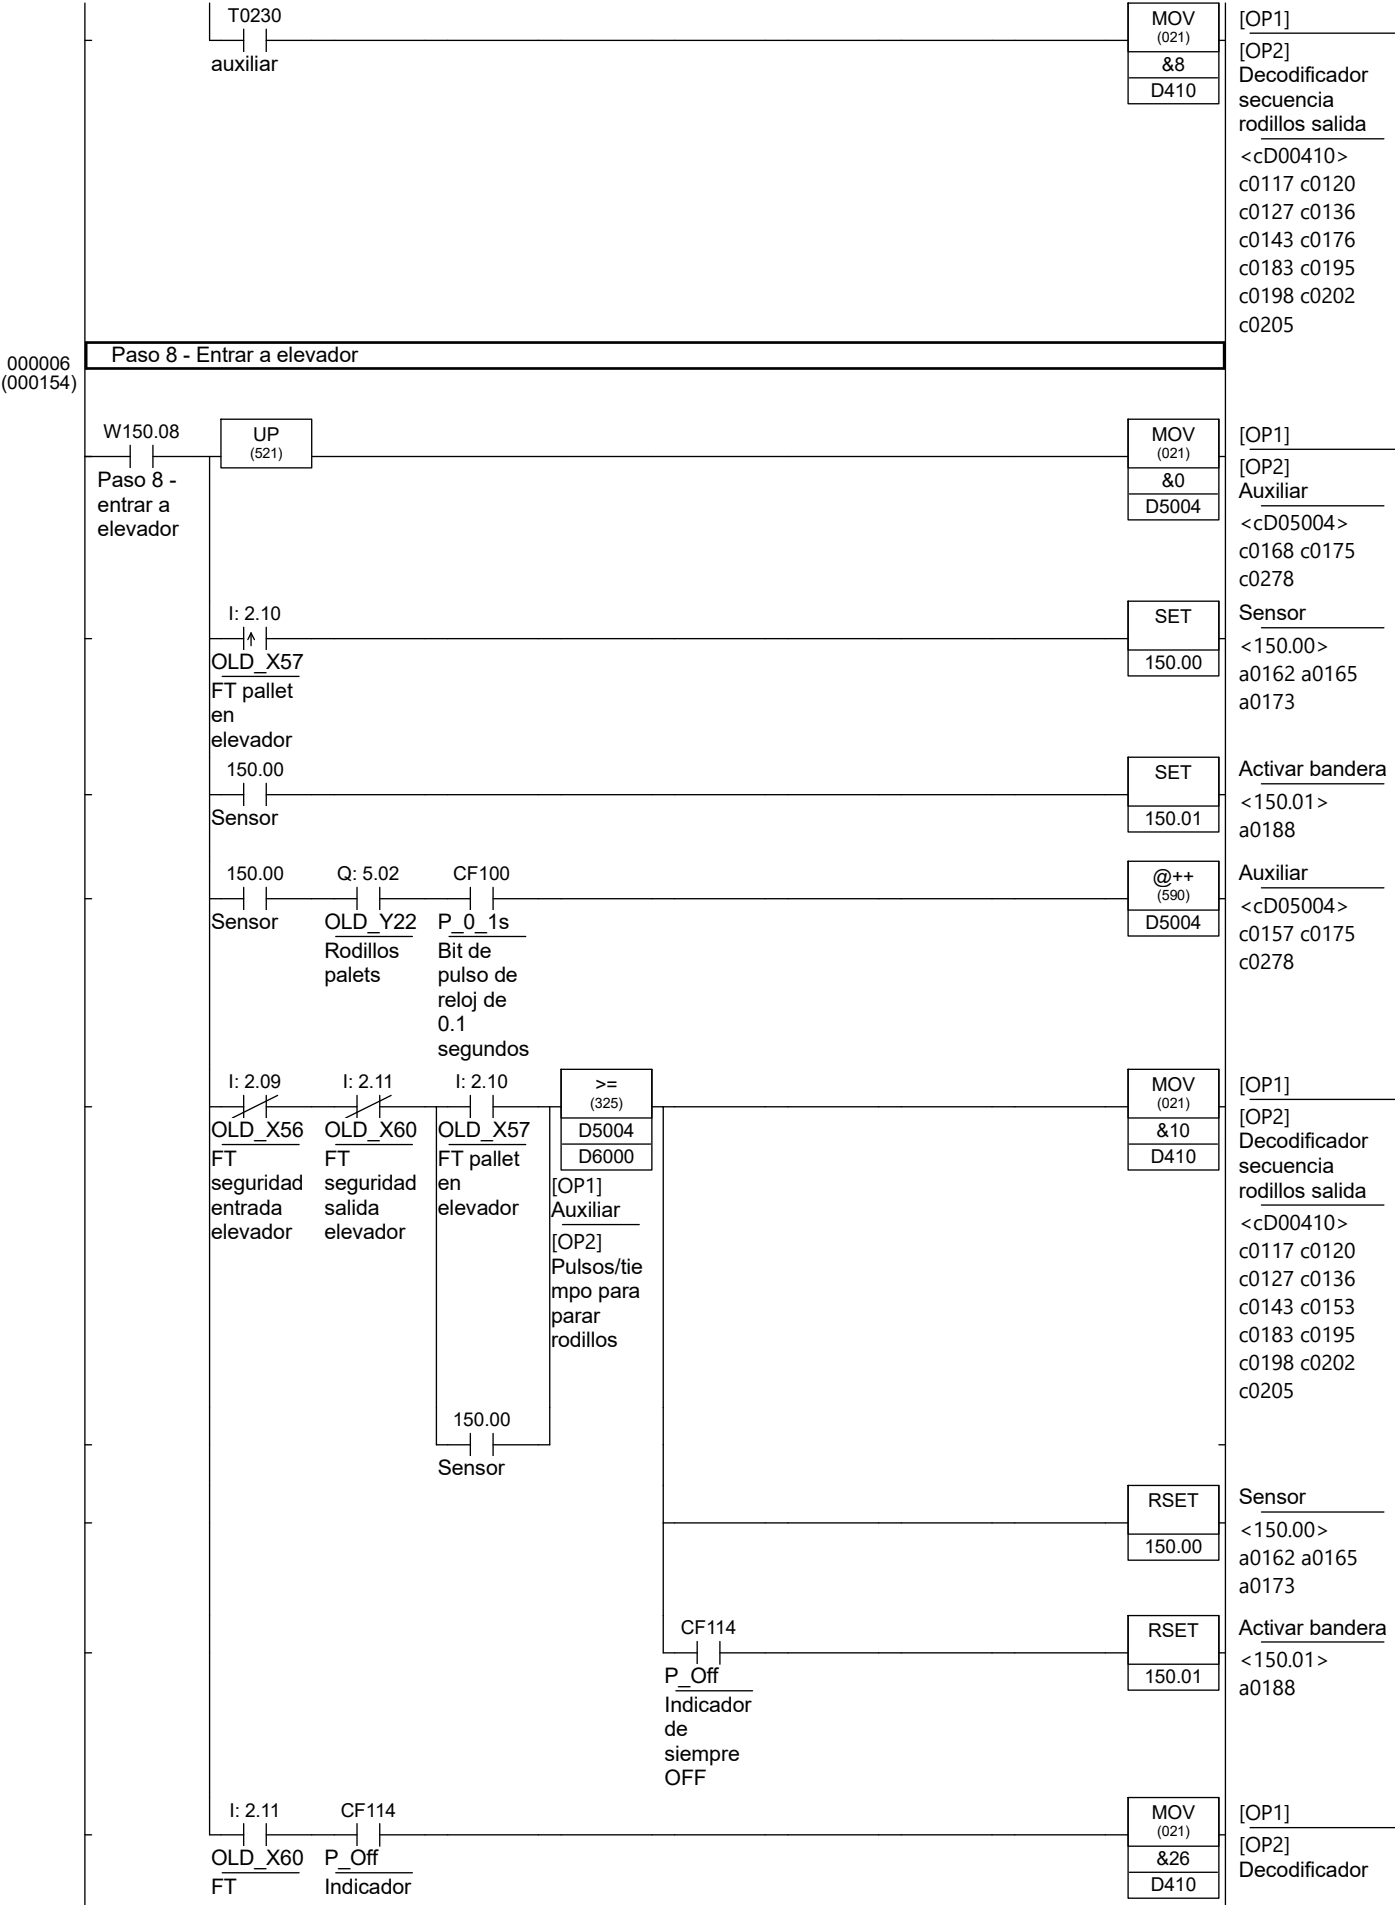 T0230
auxiliar
MOV
(021)
&8
D410
[OP1]
[OP2]
Decodificador
secuencia
rodillos salida
<cD00410>
c0117 c0120
c0127 c0136
c0143 c0176
c0183 c0195
c0198 c0202
c0205
000006
(000154)
Paso 8 - Entrar a elevador
W150.08
Paso 8 -
entrar a
elevador
UP
(521)
MOV
(021)
&0
D5004
[OP1]
[OP2]
Auxiliar
<cD05004>
c0168 c0175
c0278
I: 2.10
OLD_X57
FT pallet
en
elevador
SET
150.00
Sensor
<150.00>
a0162 a0165
a0173
150.00
Sensor
SET
150.01
Activar bandera
<150.01>
a0188
150.00
Sensor
Q: 5.02
OLD_Y22
Rodillos
palets
CF100
P_0_1s
Bit de
pulso de
reloj de
0.1
segundos
@++
(590)
D5004
Auxiliar
<cD05004>
c0157 c0175
c0278
I: 2.09
OLD_X56
FT
seguridad
entrada
elevador
I: 2.11
OLD_X60
FT
seguridad
salida
elevador
I: 2.10
OLD_X57
FT pallet
en
elevador
>=
(325)
D5004
D6000
[OP1]
Auxiliar
[OP2]
Pulsos/tie
mpo para
parar
rodillos
MOV
(021)
&10
D410
[OP1]
[OP2]
Decodificador
secuencia
rodillos salida
<cD00410>
c0117 c0120
c0127 c0136
c0143 c0153
c0183 c0195
c0198 c0202
c0205
150.00
Sensor
RSET
150.00
Sensor
<150.00>
a0162 a0165
a0173
CF114
P_Off
Indicador
de
siempre
OFF
RSET
150.01
Activar bandera
<150.01>
a0188
I: 2.11
OLD_X60
FT
CF114
P_Off
Indicador
MOV
(021)
&26
D410
[OP1]
[OP2]
Decodificador